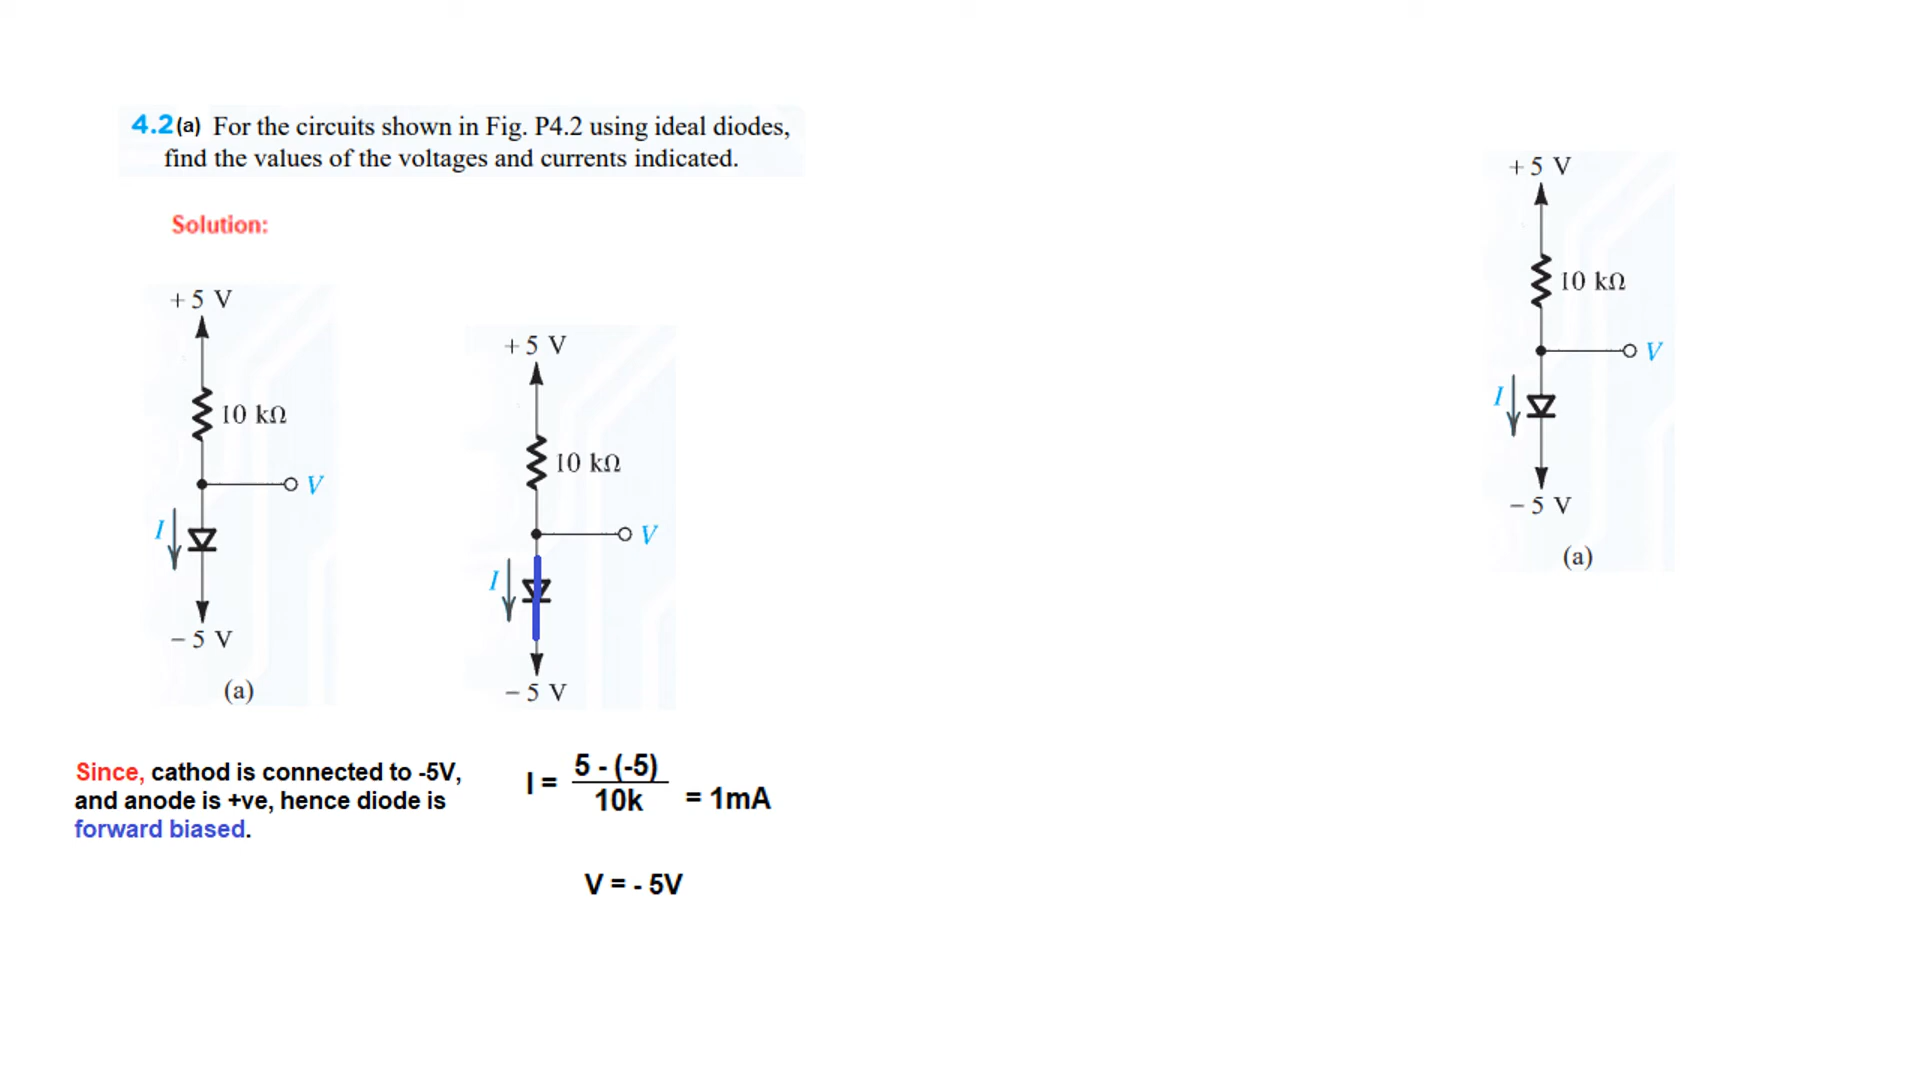 4.2(a) For the circuits shown in Fig. P4.2 using ideal diodes,
find the values of the voltages and currents indicated.
Solution:
+5 V
10 kΩ
V
I
−5 V
(a)
+5 V
10 kΩ
V
I
−5 V
Since, cathod is connected to -5V,
and anode is +ve, hence diode is
forward biased.
I = 5 - (-5)
10k
= 1mA
V = - 5V
+5 V
10 kΩ
V
I
−5 V
(a)